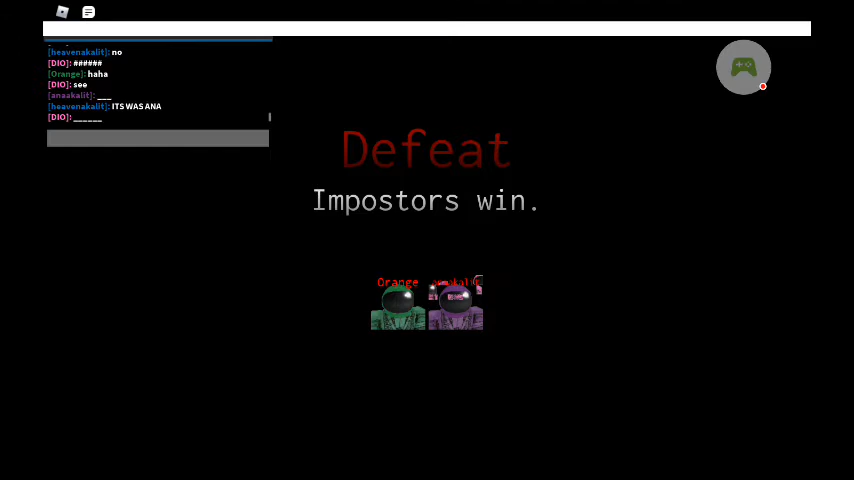 [heavenakalit]: no
[DIO]: ######
[Orange]: haha
[DIO]: see
[anaakalit]: ___
[heavenakalit]: ITS WAS ANA
[DIO]: ______
Defeat
Impostors win.
Orange anaakalit